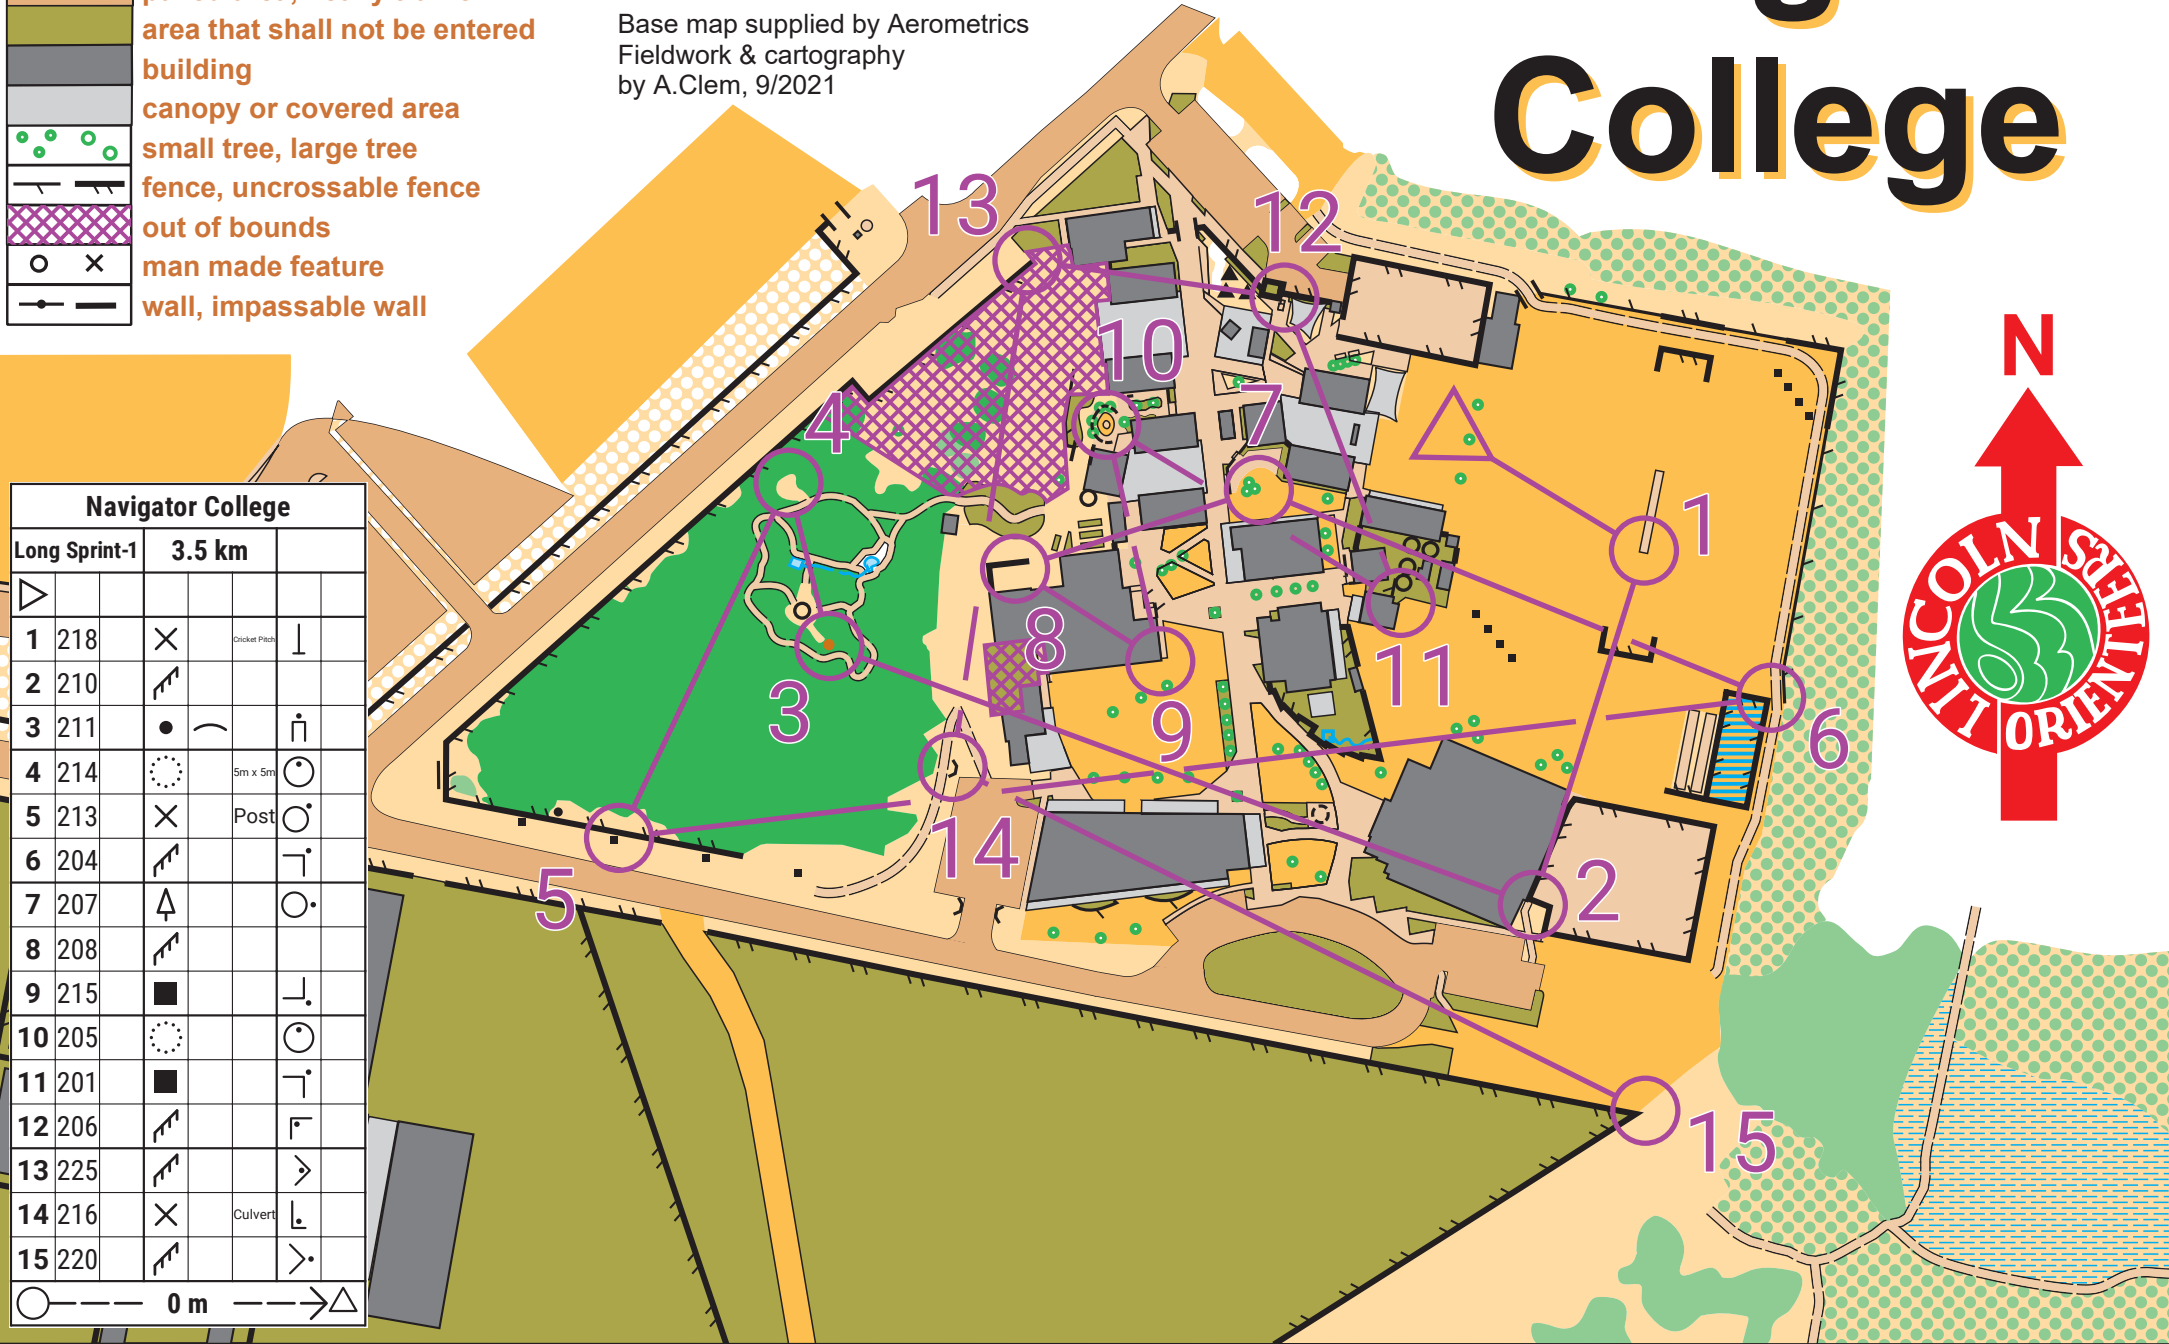 area that shall not be entered
building
canopy or covered area
small tree, large tree
fence, uncrossable fence
out of bounds
man made feature
wall, impassable wall
Base map supplied by Aerometrics
Fieldwork & cartography
by A.Clem, 9/2021
College
N
LINCOLN
ORIENTEERS
Navigator College
Long Sprint-1 3.5 km
1 218 Cricket Pitch
2 210
3 211
4 214 5m x 5m
5 213 Post
6 204
7 207
8 208
9 215
10 205
11 201
12 206
13 225
14 216 Culvert
15 220
0 m
13
12
10
7
4
1
8
11
3
9
6
14
5
2
15